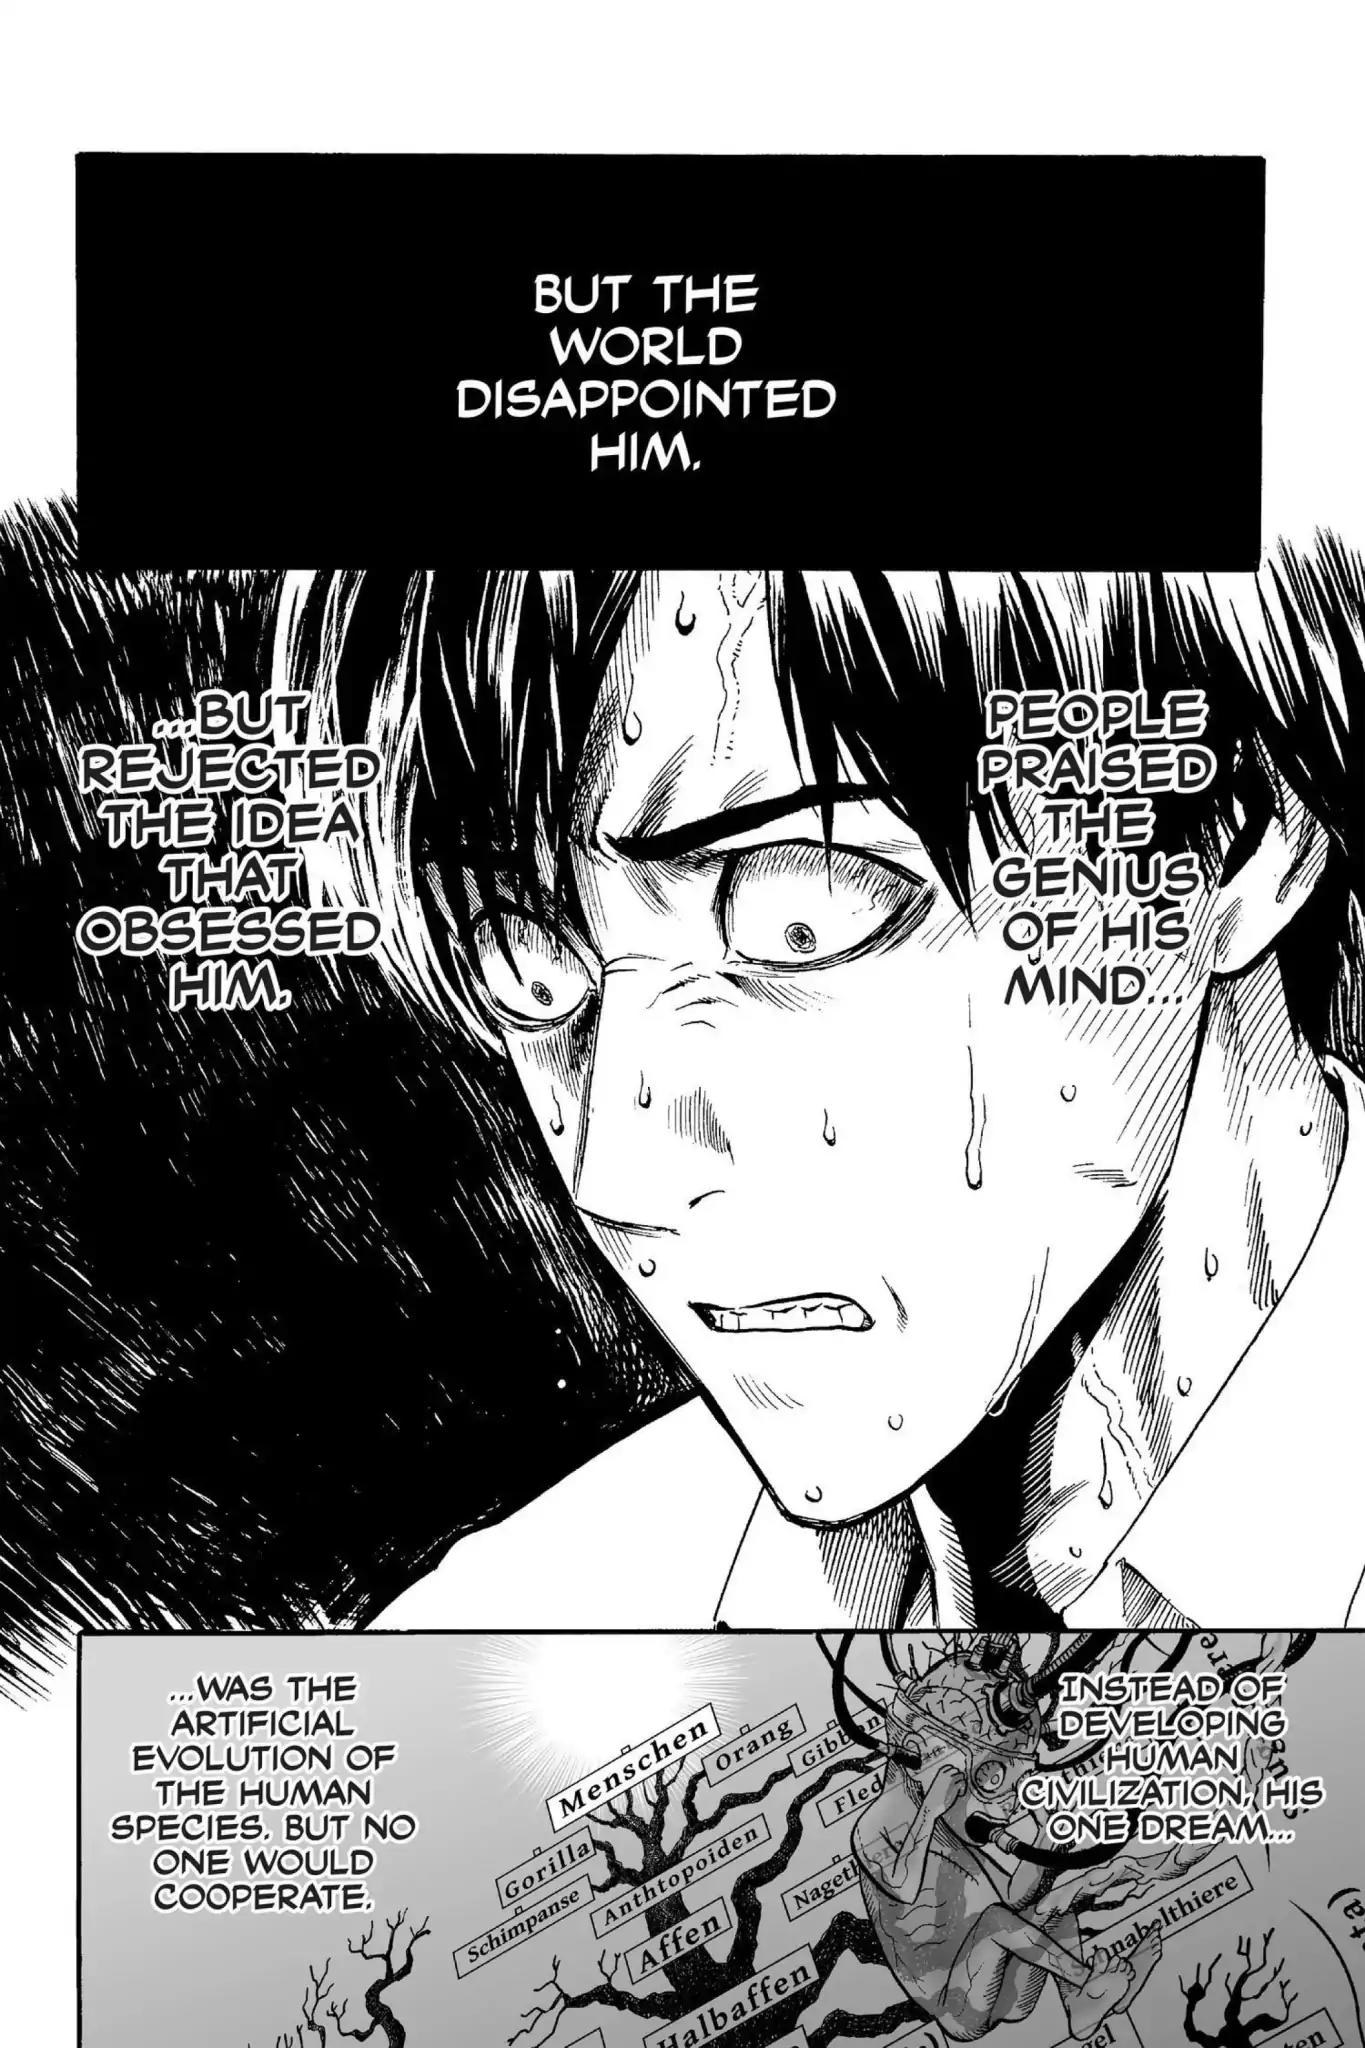 BUT THE
WORLD
DISAPPOINTED
HIM.
PEOPLE
PRAISED
THE
GENIUS
OF HIS
MIND...
...BUT
REJECTED
THE IDEA
THAT
OBSESSED
HIM.
INSTEAD OF
DEVELOPING
HUMAN
CIVILIZATION, HIS
ONE DREAM...
...WAS THE
ARTIFICIAL
EVOLUTION OF
THE HUMAN
SPECIES. BUT NO
ONE WOULD
COOPERATE.
Menschen
Orang
Gibbon
Gorilla
Schimpanse
Anthtopoiden
Affen
Halbaffen